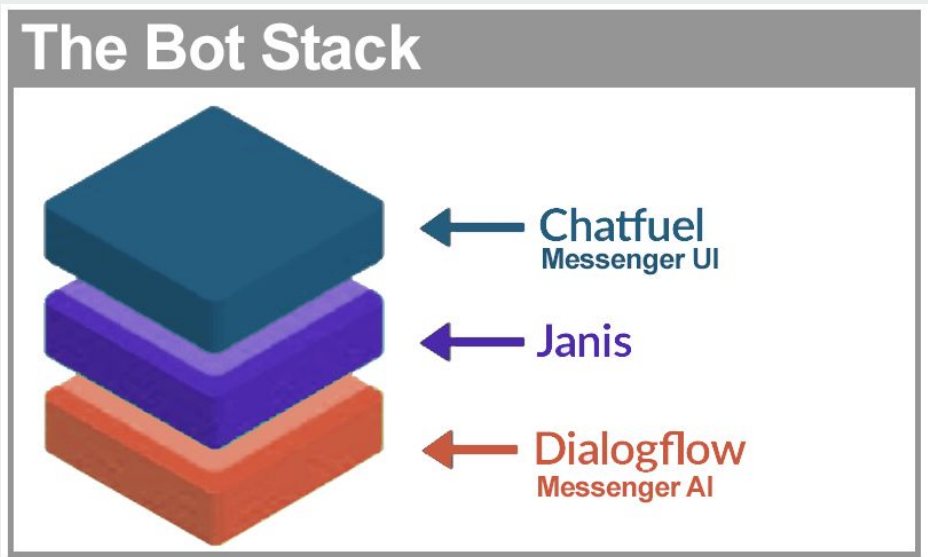 The Bot Stack
Chatfuel
Messenger UI
Janis
Dialogflow
Messenger AI